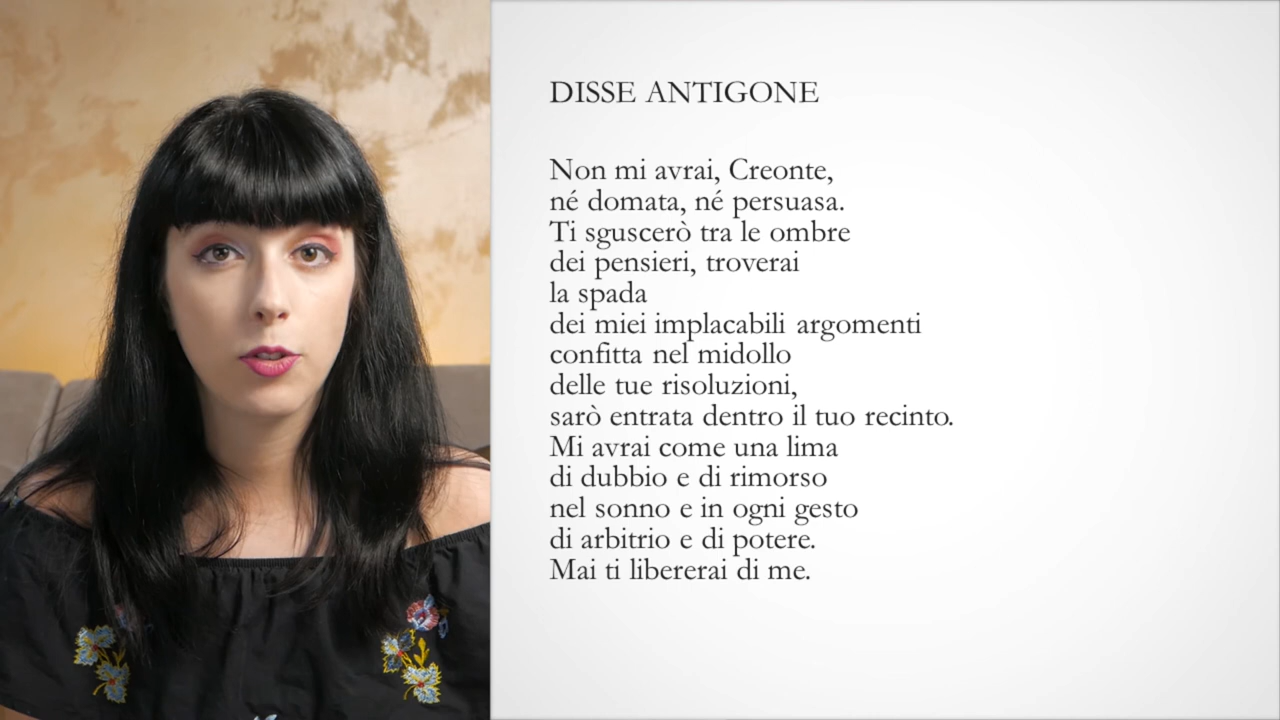 DISSE ANTIGONE
Non mi avrai, Creonte,
né domata, né persuasa.
Ti sguscerò tra le ombre
dei pensieri, troverai
la spada
dei miei implacabili argomenti
confitta nel midollo
delle tue risoluzioni,
sarò entrata dentro il tuo recinto.
Mi avrai come una lima
di dubbio e di rimorso
nel sonno e in ogni gesto
di arbitrio e di potere.
Mai ti libererai di me.